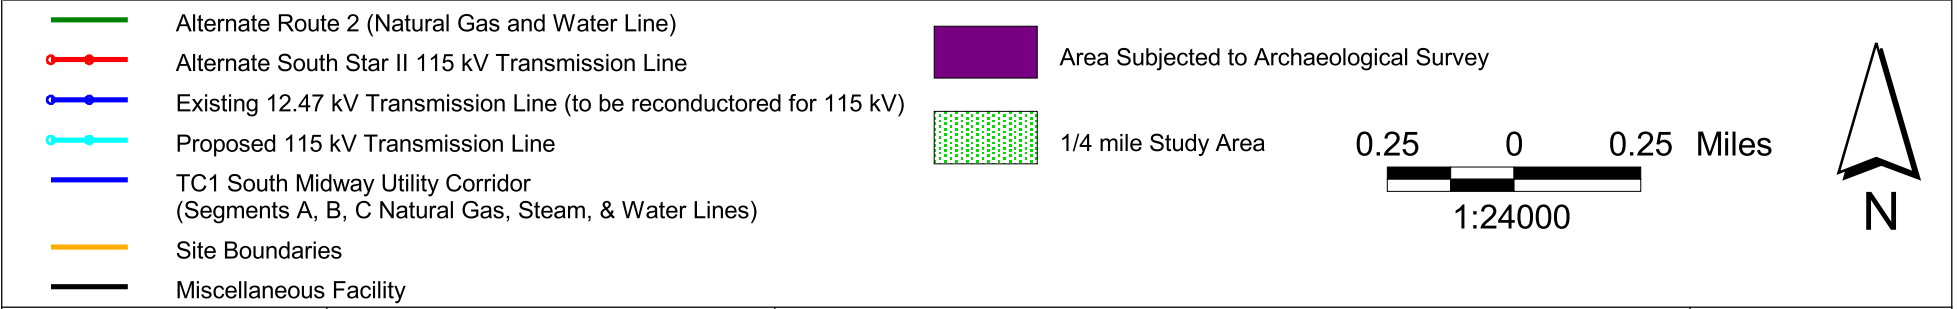 Alternate Route 2 (Natural Gas and Water Line)
Alternate South Star II 115 kV Transmission Line
Existing 12.47 kV Transmission Line (to be reconductored for 115 kV)
Proposed 115 kV Transmission Line
TC1 South Midway Utility Corridor
(Segments A, B, C Natural Gas, Steam, & Water Lines)
Site Boundaries
Miscellaneous Facility
Area Subjected to Archaeological Survey
1/4 mile Study Area
0.25 0 0.25 Miles
1:24000
N